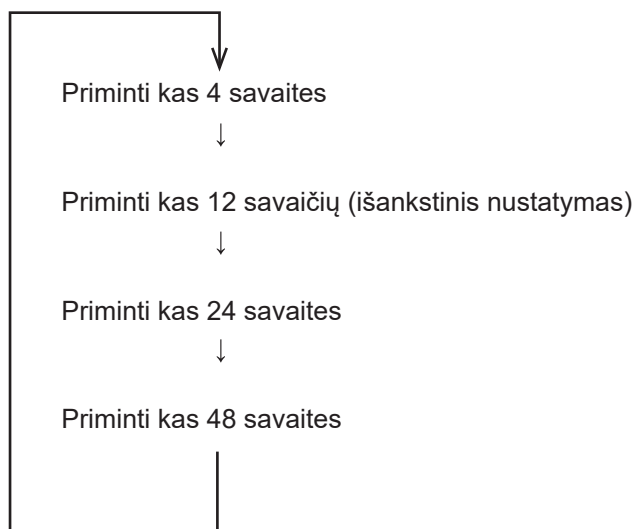 Priminti kas 4 savaites
↓
Priminti kas 12 savaičių (išankstinis nustatymas)
↓
Priminti kas 24 savaites
↓
Priminti kas 48 savaites